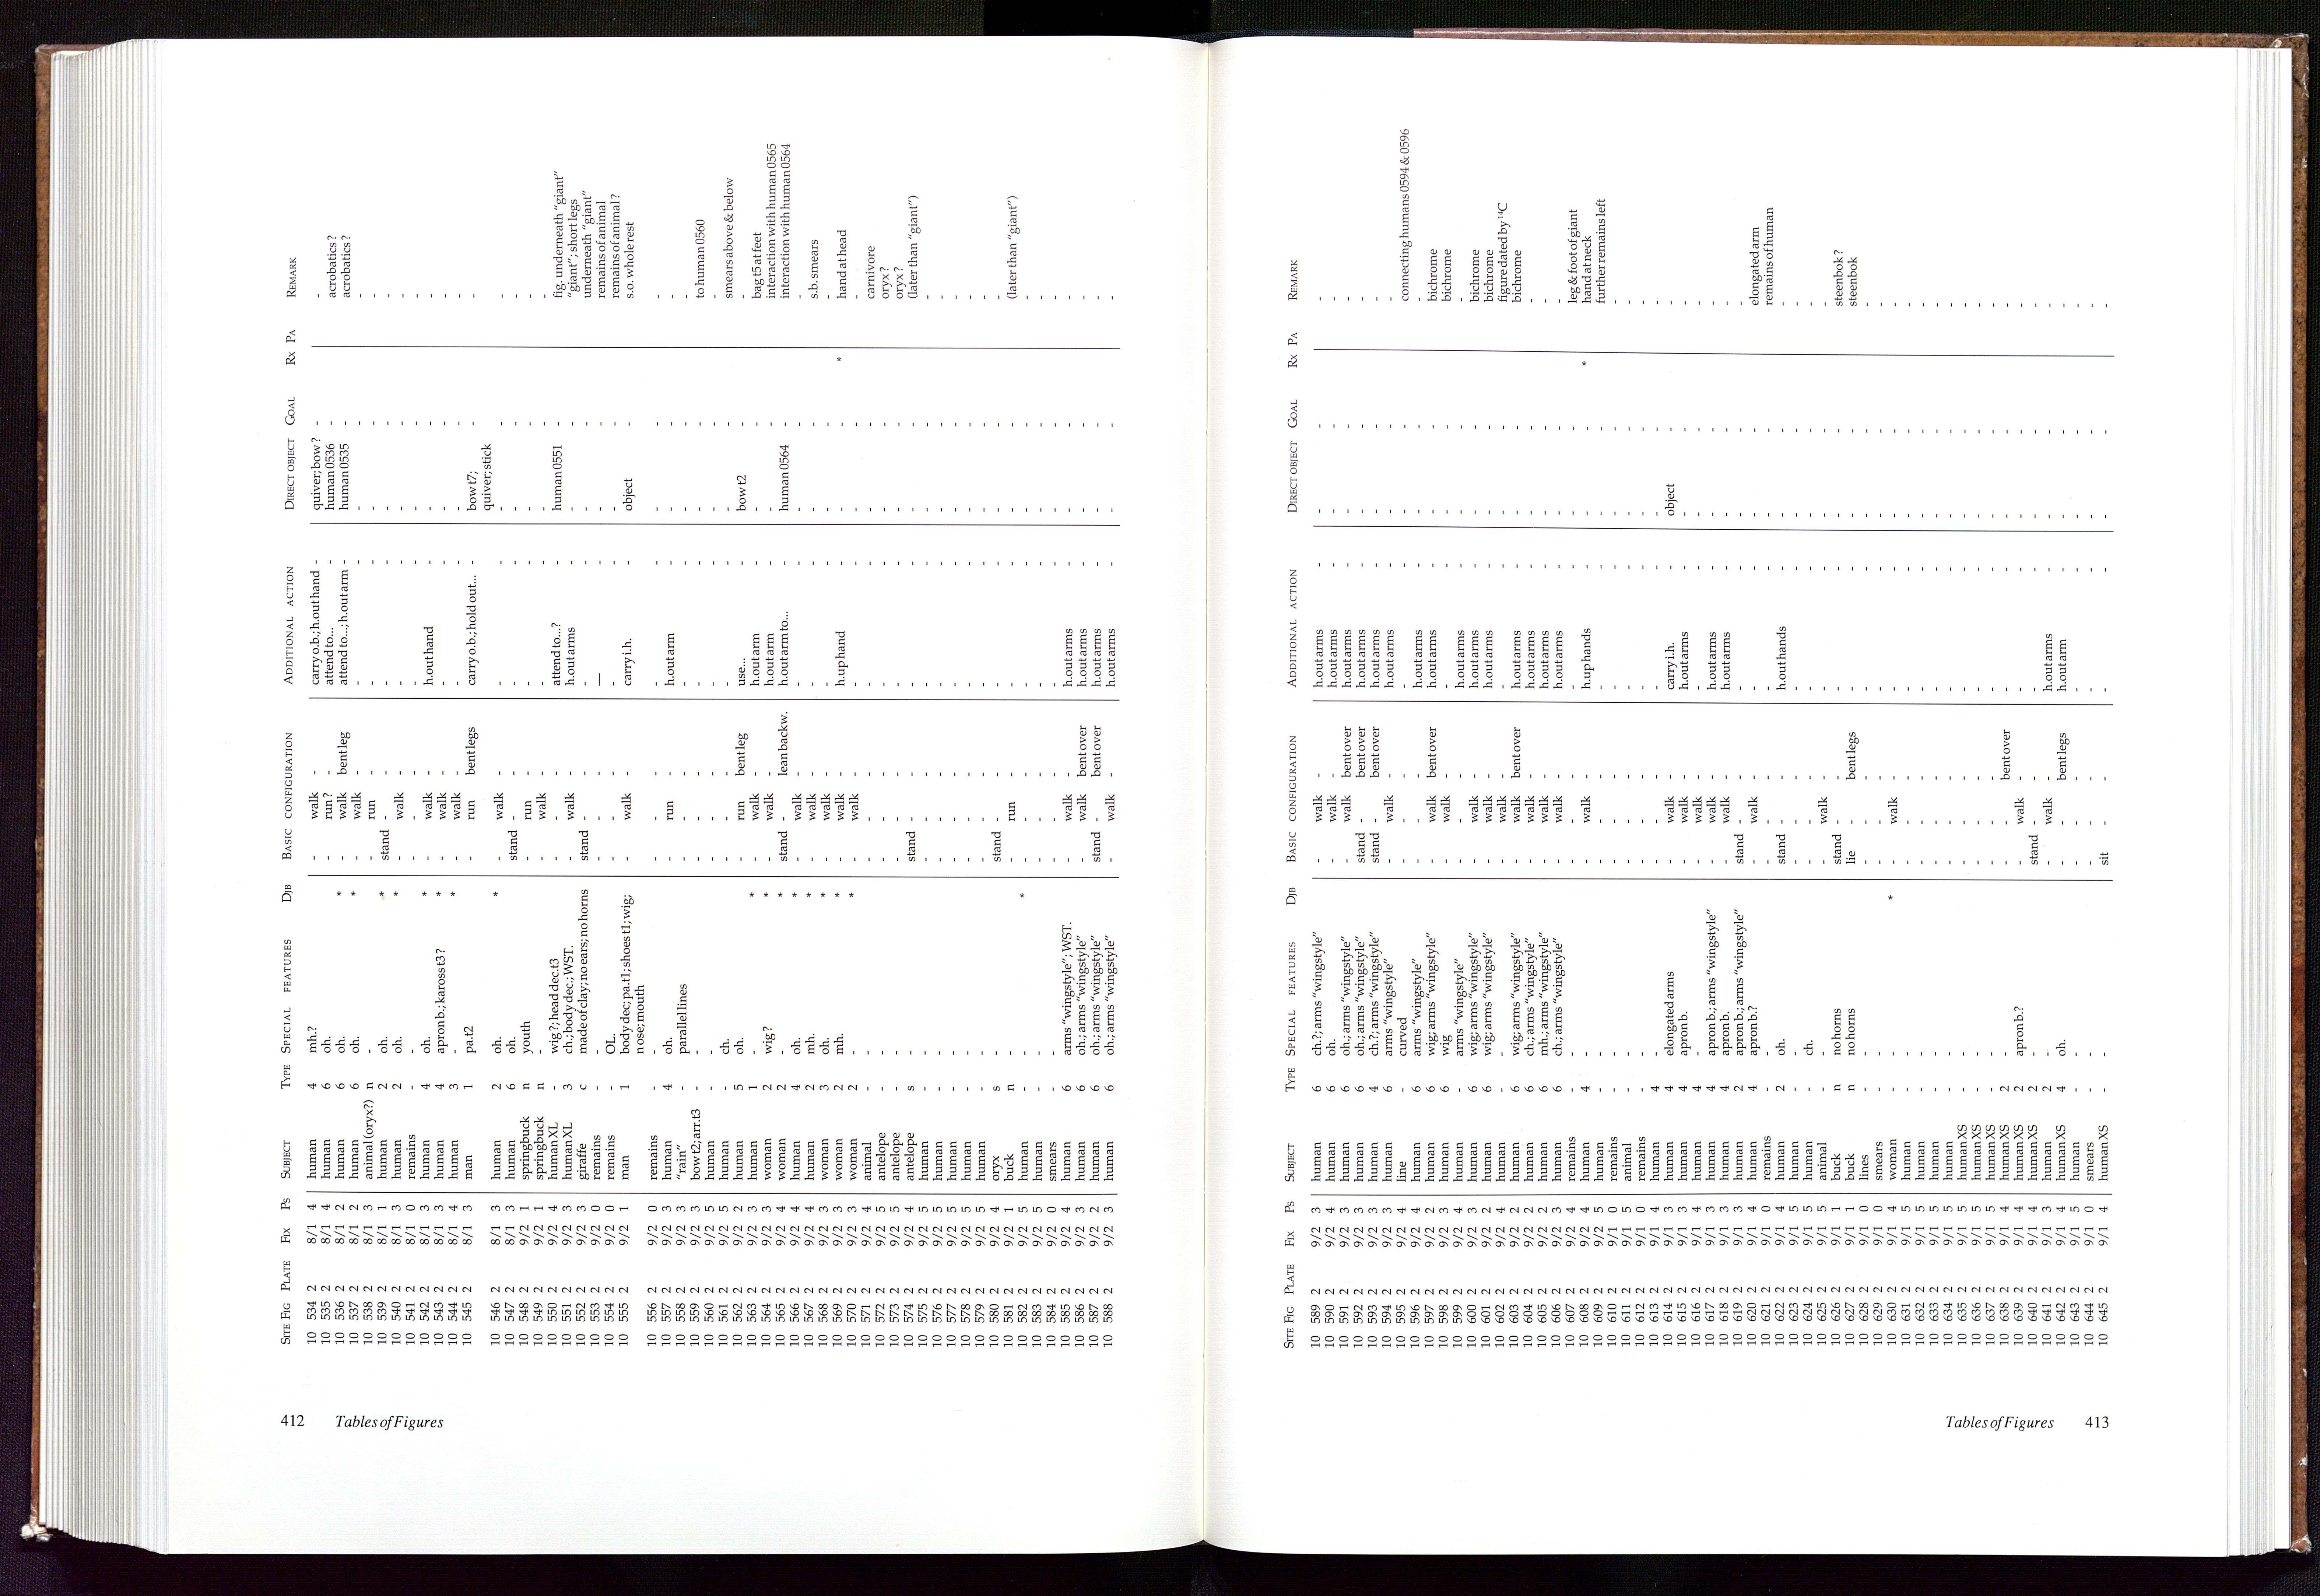 412 Tables of Figures
SITE FIG PLATE FIX PS SUBJECT TYPE SPECIAL FEATURES DJB BASIC CONFIGURATION ADDITIONAL ACTION DIRECT OBJECT GOAL RX PA REMARK
10 534 2 8/1 4 human 4 mh.? - walk - carry o.b.; h.out hand - quiver; bow? - -
10 535 2 8/1 4 human 6 oh. - run? - attend to... - human 0536 - acrobatics?
10 536 2 8/1 2 human 6 oh. * - walk bent leg attend to...; h.out arm - human 0535 - acrobatics?
10 537 2 8/1 2 human 6 oh. * - walk - - - - - -
10 538 2 8/1 3 animal (oryx?) n - - run - - - - - -
10 539 2 8/1 1 human 2 oh. * stand - - - - - - -
10 540 2 8/1 3 human 2 oh. * - walk - - - - - -
10 541 2 8/1 0 remains - - - - - - - - - -
10 542 2 8/1 3 human 4 oh. * - walk - h.out hand - - - -
10 543 2 8/1 3 human 4 apron b.; kaross t3? * - walk - - - - - -
10 544 2 8/1 4 human 3 - * - walk - - - - - -
10 545 2 8/1 3 man 1 pa.t2 - run bent legs carry o.b.; hold out... - bow t7; - -
quiver; stick
10 546 2 8/1 3 human 2 oh. * - walk - - - - - -
10 547 2 8/1 3 human 6 oh. stand - - - - - - -
10 548 2 9/2 1 springbuck n youth - run - - - - - -
10 549 2 9/2 1 springbuck n - - walk - - - - - -
10 550 2 9/2 4 human XL - wig?; head dec.t3 - - - attend to...? - human 0551 - fig. underneath "giant"
10 551 2 9/2 3 human XL 3 ch.; body dec.; WST. - walk - h.out arms - - - "giant"; short legs
10 552 2 9/2 3 giraffe c made of clay; no ears; no horns stand - - - - - - underneath "giant"
10 553 2 9/2 0 remains - - - - - — - - - remains of animal
10 554 2 9/2 0 remains - OL. - - - - - - - remains of animal?
10 555 2 9/2 1 man 1 body dec; pa.t1; shoes t1; wig; - walk - carry i.h. - object - s.o. whole rest
nose; mouth
10 556 2 9/2 0 remains - - - - - - - - - -
10 557 2 9/2 3 human 4 oh. - run - h.out arm - - - -
10 558 2 9/2 3 "rain" - parallel lines - - - - - - - -
10 559 2 9/2 3 bow t2; arr.t3 - - - - - - - - - to human 0560
10 560 2 9/2 5 human - - - - - - - - - -
10 561 2 9/2 5 human - ch. - - - - - - - smears above & below
10 562 2 9/2 2 human 5 oh. - run bent leg use... - bow t2 - -
10 563 2 9/2 3 human 1 - * - walk - h.out arm - - - bag t5 at feet
10 564 2 9/2 3 woman 2 wig? * - walk - h.out arm - - - interaction with human 0565
10 565 2 9/2 4 woman 2 - * stand - lean backw. h.out arm to... - human 0564 - interaction with human 0564
10 566 2 9/2 4 human 4 oh. * - walk - - - - - -
10 567 2 9/2 4 human 2 mh. * - walk - - - - - s.b. smears
10 568 2 9/2 3 woman 3 oh. * - walk - - - - - -
10 569 2 9/2 3 woman 2 mh. * - walk - h.up hand - - - * hand at head
10 570 2 9/2 3 woman 2 - * - walk - - - - - -
10 571 2 9/2 4 animal - - - - - - - - - carnivore
10 572 2 9/2 5 antelope - - - - - - - - - oryx?
10 573 2 9/2 5 antelope - - - - - - - - - oryx?
10 574 2 9/2 4 antelope s - stand - - - - - - (later than "giant")
10 575 2 9/2 5 human - - - - - - - - - -
10 576 2 9/2 5 human - - - - - - - - - -
10 577 2 9/2 5 human - - - - - - - - - -
10 578 2 9/2 5 human - - - - - - - - - -
10 579 2 9/2 5 human - - - - - - - - - -
10 580 2 9/2 4 oryx s - stand - - - - - - -
10 581 2 9/2 1 buck n - - run - - - - - (later than "giant")
10 582 2 9/2 5 human - - * - - - - - - - -
10 583 2 9/2 5 human - - - - - - - - - -
10 584 2 9/2 0 smears - - - - - - - - - -
10 585 2 9/2 4 human 6 arms "wingstyle"; WST. - walk - h.out arms - - - -
10 586 2 9/2 3 human 6 oh.; arms "wingstyle" - walk bent over h.out arms - - - -
10 587 2 9/2 2 human 6 oh.; arms "wingstyle" stand - bent over h.out arms - - - -
10 588 2 9/2 3 human 6 oh.; arms "wingstyle" - walk - h.out arms - - - -
SITE FIG PLATE FIX PS SUBJECT TYPE SPECIAL FEATURES DJB BASIC CONFIGURATION ADDITIONAL ACTION DIRECT OBJECT GOAL RX PA REMARK
10 589 2 9/2 3 human 6 ch.?; arms "wingstyle" - walk - h.out arms - - - -
10 590 2 9/2 4 human 6 oh. - walk - h.out arms - - - -
10 591 2 9/2 3 human 6 oh.; arms "wingstyle" - walk bent over h.out arms - - - -
10 592 2 9/2 3 human 6 oh.; arms "wingstyle" stand - bent over h.out arms - - - -
10 593 2 9/2 3 human 4 ch.?; arms "wingstyle" stand - bent over h.out arms - - - -
10 594 2 9/2 3 human 6 arms "wingstyle" - walk - h.out arms - - - -
10 595 2 9/2 4 line - curved - - - - - - - connecting humans 0594 & 0596
10 596 2 9/2 4 human 6 arms "wingstyle" - - - h.out arms - - - -
10 597 2 9/2 2 human 6 wig; arms "wingstyle" - walk bent over h.out arms - - - bichrome
10 598 2 9/2 3 human 6 wig - walk - - - - - bichrome
10 599 2 9/2 4 human - arms "wingstyle" - - - h.out arms - - - -
10 600 2 9/2 3 human 6 wig; arms "wingstyle" - walk - h.out arms - - - bichrome
10 601 2 9/2 2 human 6 wig; arms "wingstyle" - walk - h.out arms - - - bichrome
10 602 2 9/2 4 human - - - walk - - - - - figure dated by ¹⁴C
10 603 2 9/2 2 human 6 wig; arms "wingstyle" - walk bent over h.out arms - - - bichrome
10 604 2 9/2 2 human 6 ch.; arms "wingstyle" - walk - h.out arms - - - -
10 605 2 9/2 2 human 6 mh.; arms "wingstyle" - walk - h.out arms - - - -
10 606 2 9/2 3 human 6 ch.; arms "wingstyle" - walk - h.out arms - - - -
10 607 2 9/2 4 remains - - - - - - - - - leg & foot of giant
10 608 2 9/2 4 human 4 - - walk - h.up hands - - - * hand at neck
10 609 2 9/2 5 human - - - - - - - - - further remains left
10 610 2 9/1 0 remains - - - - - - - - - -
10 611 2 9/1 5 animal - - - - - - - - - -
10 612 2 9/1 0 remains - - - - - - - - - -
10 613 2 9/1 4 human 4 - - - - - - - - -
10 614 2 9/1 3 human 4 elongated arms - walk - carry i.h. - object - -
10 615 2 9/1 3 human 4 apron b. - walk - h.out arms - - - -
10 616 2 9/1 4 human 4 - - walk - - - - - -
10 617 2 9/1 3 human 4 apron b.; arms "wingstyle" - walk - h.out arms - - - -
10 618 2 9/1 3 human 4 apron b. - walk - h.out arms - - - -
10 619 2 9/1 3 human 2 apron b.; arms "wingstyle" stand - - - - - - -
10 620 2 9/1 4 human 4 apron b.? - walk - - - - - elongated arm
10 621 2 9/1 0 remains - - - - - - - - - remains of human
10 622 2 9/1 4 human 2 oh. stand - - h.out hands - - - -
10 623 2 9/1 5 human - - - - - - - - - -
10 624 2 9/1 5 human - ch. - - - - - - - -
10 625 2 9/1 5 animal - - - walk - - - - - -
10 626 2 9/1 1 buck n no horns stand - - - - - - steenbok?
10 627 2 9/1 1 buck n no horns lie - bent legs - - - - steenbok
10 628 2 9/1 0 lines - - - - - - - - - -
10 629 2 9/1 0 smears - - - - - - - - - -
10 630 2 9/1 4 woman - - * - walk - - - - - -
10 631 2 9/1 5 human - - - - - - - - - -
10 632 2 9/1 5 human - - - - - - - - - -
10 633 2 9/1 5 human - - - - - - - - - -
10 634 2 9/1 5 human - - - - - - - - - -
10 635 2 9/1 5 human XS - - - - - - - - - -
10 636 2 9/1 5 human XS - - - - - - - - - -
10 637 2 9/1 5 human XS - - - - - - - - - -
10 638 2 9/1 4 human XS 2 - - - bent over - - - - -
10 639 2 9/1 4 human XS 2 apron b.? - walk - - - - - -
10 640 2 9/1 4 human XS 2 - stand - - - - - - -
10 641 2 9/1 3 human 2 - - walk - h.out arms - - - -
10 642 2 9/1 4 human XS 4 oh. - - bent legs h.out arm - - - -
10 643 2 9/1 5 human - - - - - - - - - -
10 644 2 9/1 0 smears - - - - - - - - - -
10 645 2 9/1 4 human XS - - sit - - - - - - -
Tables of Figures 413